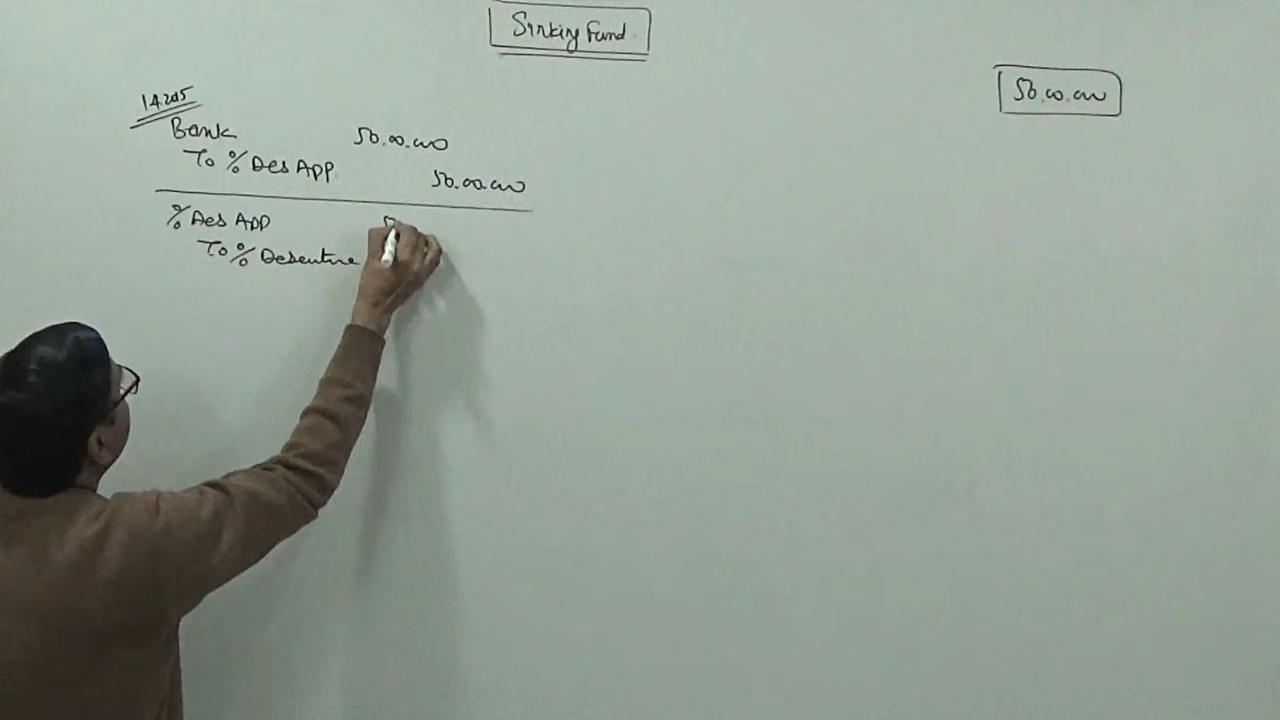 Sinking Fund
50.00.000
1.4.2015
Bank 50.00.000
To % Deb App 50.00.000
% Deb App
To % Debenture